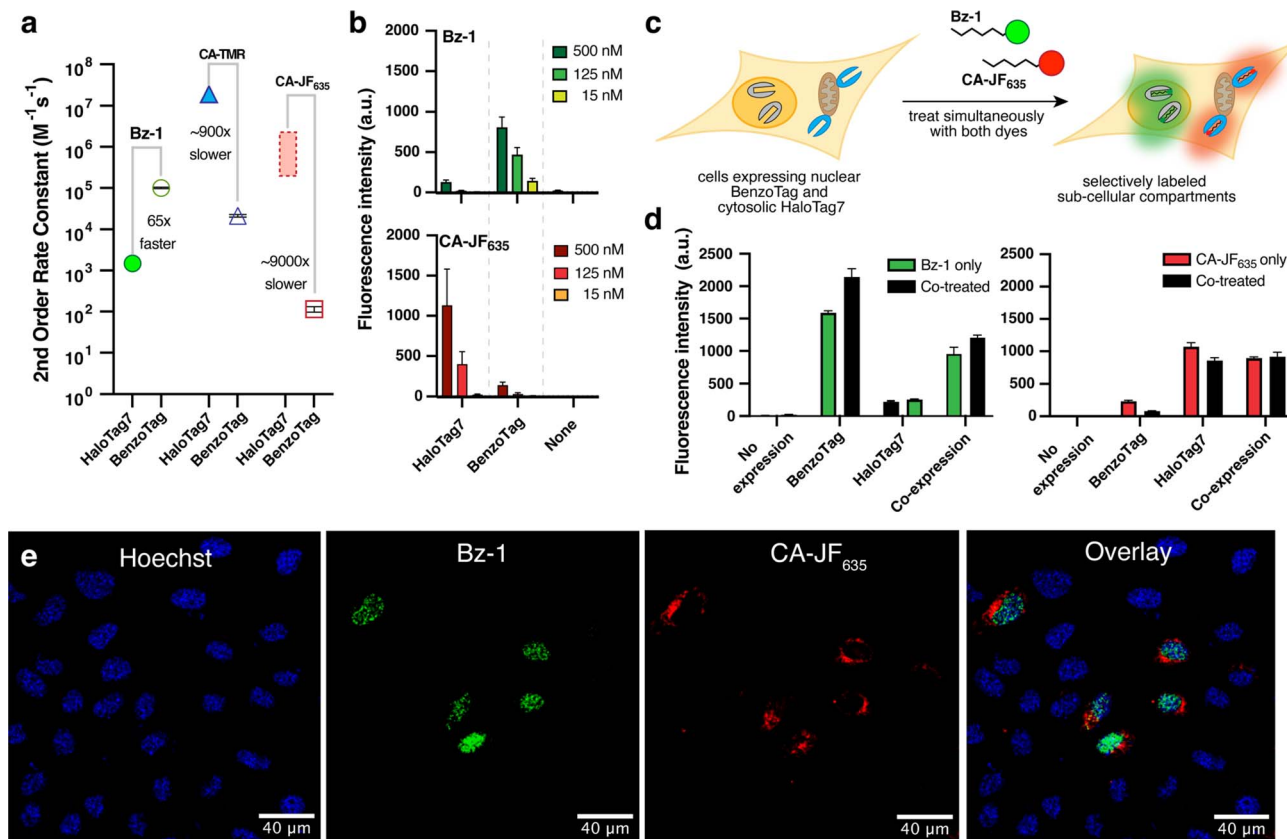 a
2nd Order Rate Constant (M⁻¹s⁻¹)
10⁸
10⁷
10⁶
10⁵
10⁴
10³
10²
10¹
10⁰
Bz-1
65x
faster
CA-TMR
~900x
slower
CA-JF₆₃₅
~9000x
slower
HaloTag7
BenzoTag
HaloTag7
BenzoTag
HaloTag7
BenzoTag
b
Fluorescence intensity (a.u.)
Bz-1
2000
1500
1000
500
0
500 nM
125 nM
15 nM
CA-JF₆₃₅
2000
1500
1000
500
0
500 nM
125 nM
15 nM
HaloTag7
BenzoTag
None
c
Bz-1
CA-JF₆₃₅
treat simultaneously
with both dyes
cells expressing nuclear
BenzoTag and
cytosolic HaloTag7
selectively labeled
sub-cellular compartments
d
Fluorescence intensity (a.u.)
2500
2000
1500
1000
500
0
Bz-1 only
Co-treated
No
expression
BenzoTag
HaloTag7
Co-expression
2500
2000
1500
1000
500
0
CA-JF₆₃₅ only
Co-treated
No
expression
BenzoTag
HaloTag7
Co-expression
e
Hoechst
40 µm
Bz-1
40 µm
CA-JF₆₃₅
40 µm
Overlay
40 µm